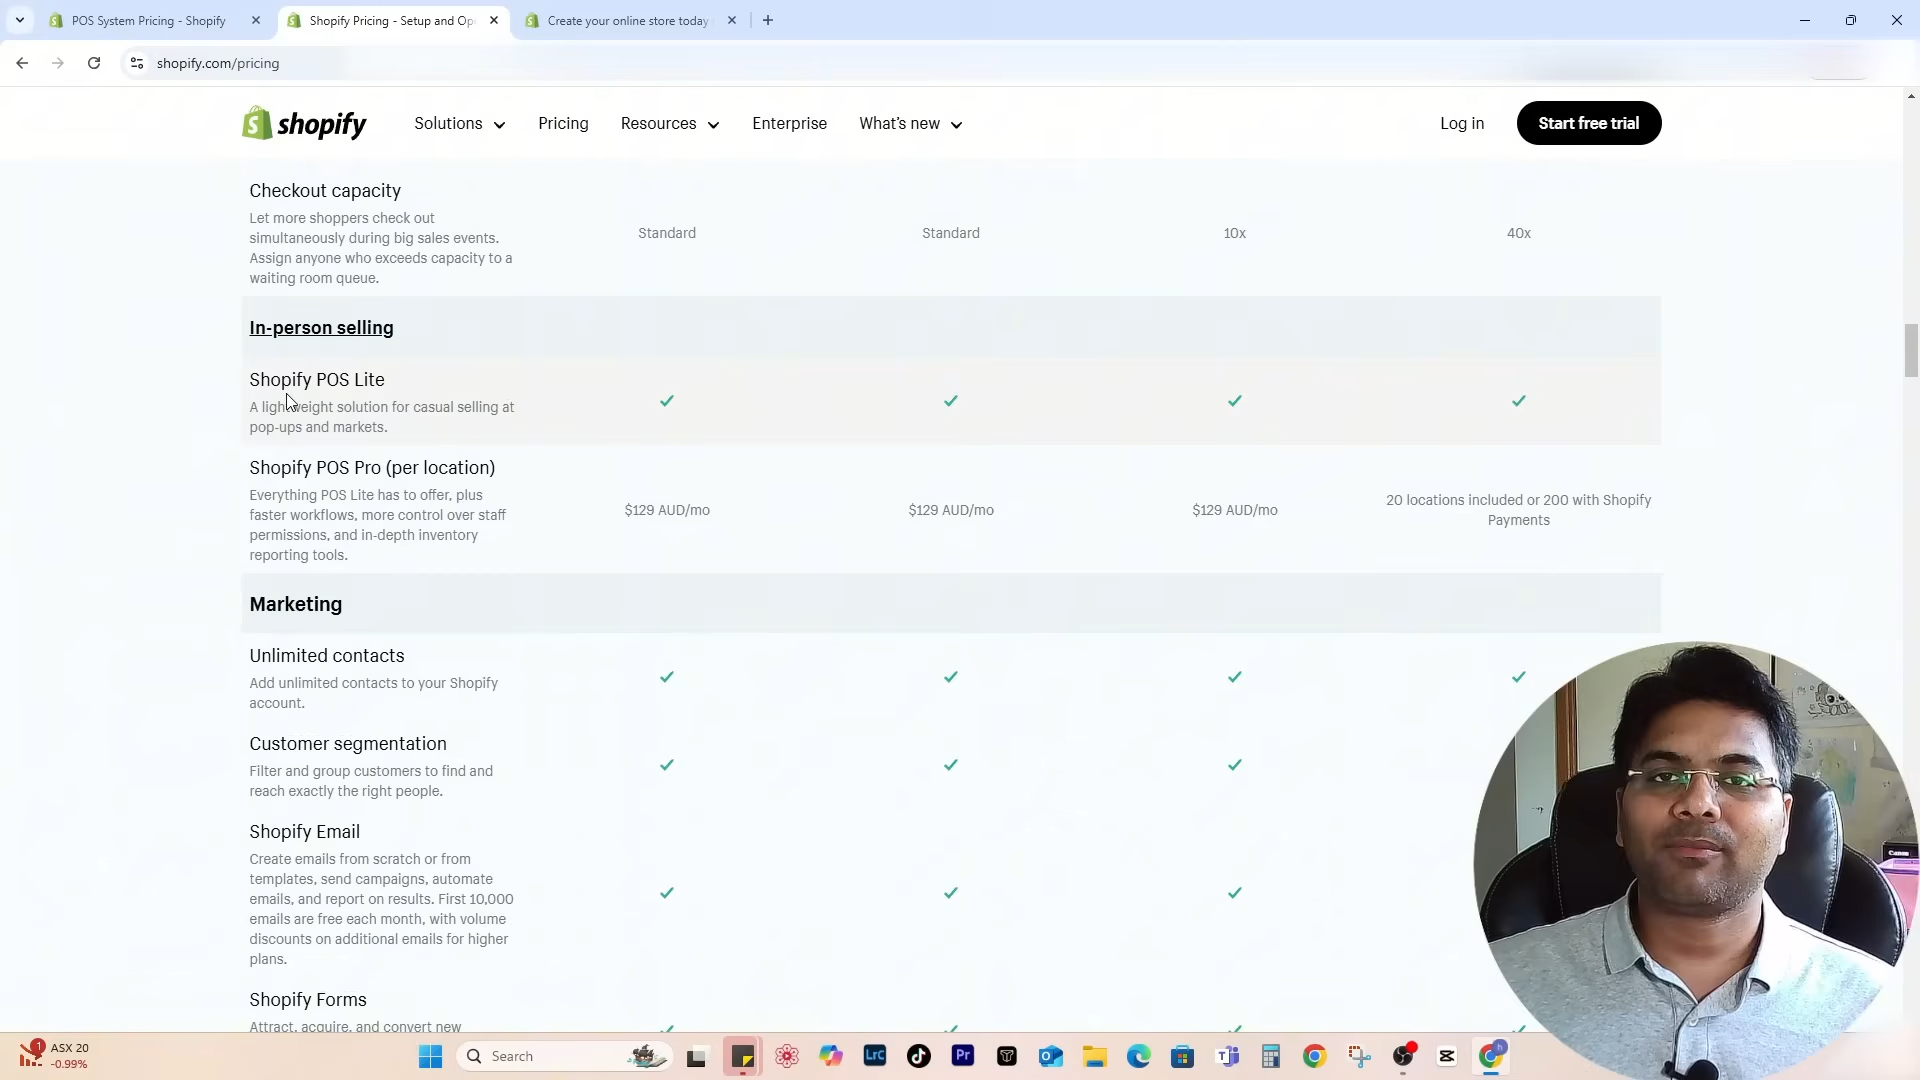 POS System Pricing - Shopify
Shopify Pricing - Setup and Op
Create your online store today
shopify.com/pricing
shopify
Solutions
Pricing
Resources
Enterprise
What's new
Log in
Start free trial
Checkout capacity
Let more shoppers check out
simultaneously during big sales events.
Assign anyone who exceeds capacity to a
waiting room queue.
Standard
Standard
10x
40x
In-person selling
Shopify POS Lite
A lightweight solution for casual selling at
pop-ups and markets.
Shopify POS Pro (per location)
Everything POS Lite has to offer, plus
faster workflows, more control over staff
permissions, and in-depth inventory
reporting tools.
$129 AUD/mo
$129 AUD/mo
$129 AUD/mo
20 locations included or 200 with Shopify
Payments
Marketing
Unlimited contacts
Add unlimited contacts to your Shopify
account.
Customer segmentation
Filter and group customers to find and
reach exactly the right people.
Shopify Email
Create emails from scratch or from
templates, send campaigns, automate
emails, and report on results. First 10,000
emails are free each month, with volume
discounts on additional emails for higher
plans.
Shopify Forms
Attract, acquire, and convert new
Canon
1
ASX 20
-0.99%
Search
LrC
Pr